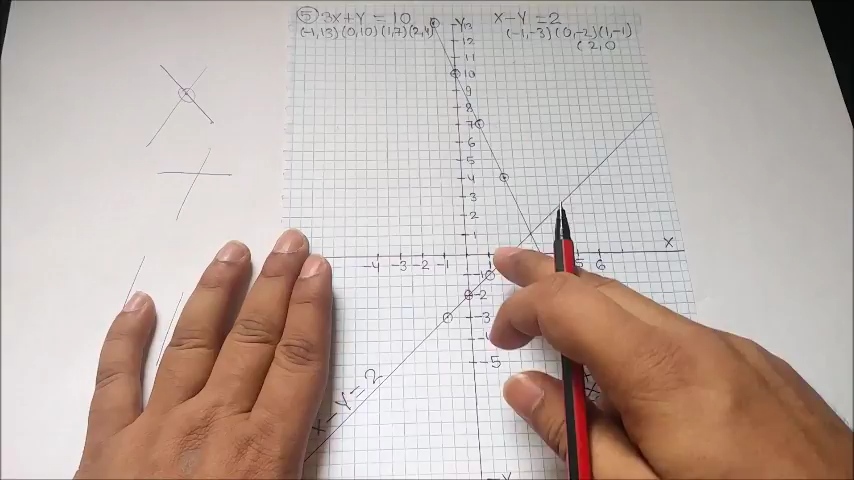 ⑤ 3X+Y=10
X-Y=2
(-1,13) (0,10) (1,7) (2,4)
(-1,-3) (0,-2) (1,-1)
(2,0
Y 13
12
11
10
9
8
7
6
5
4
3
2
1
-4 -3 -2 -1 5 6 X
-1
-2
-3
-5
X-Y=2
-Y